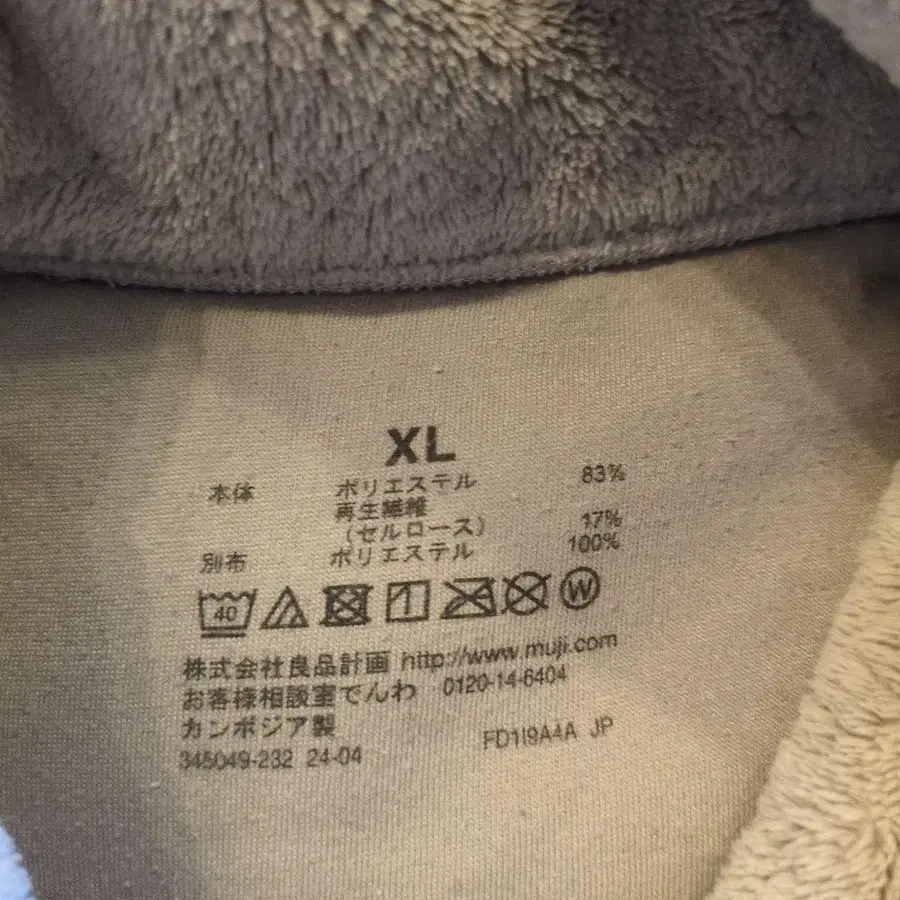 XL
本体 ポリエステル 83%
再生繊維
(セルロース) 17%
別布 ポリエステル 100%
40 W
株式会社良品計画 http://www.muji.com
お客様相談室でんわ 0120-14-6404
カンボジア製
345049-232 24-04 FD1I9A4A JP